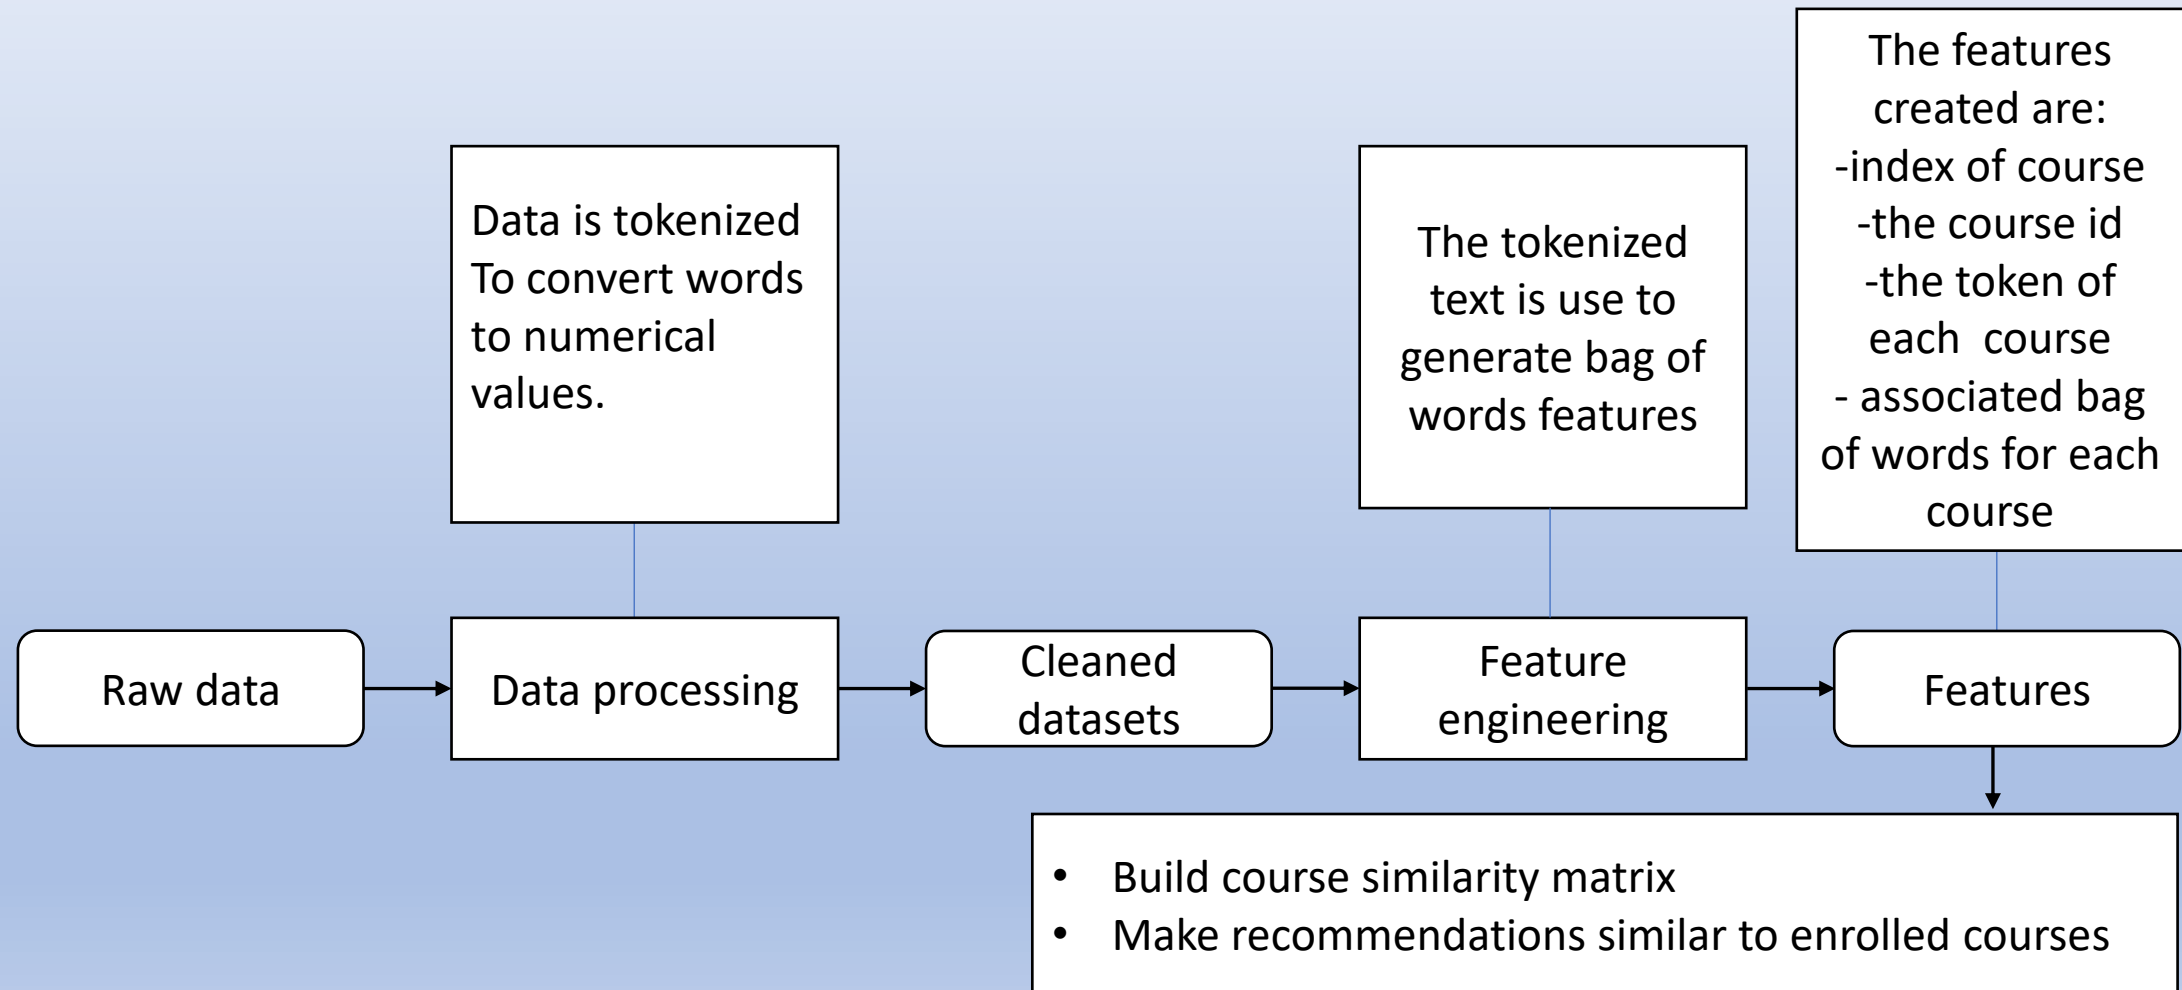 The features
created are:
-index of course
-the course id
-the token of
each  course
- associated bag
of words for each
course
Data is tokenized
To convert words
to numerical
values.
The tokenized
text is use to
generate bag of
words features
Raw data
Data processing
Cleaned
datasets
Feature
engineering
Features
• Build course similarity matrix
• Make recommendations similar to enrolled courses